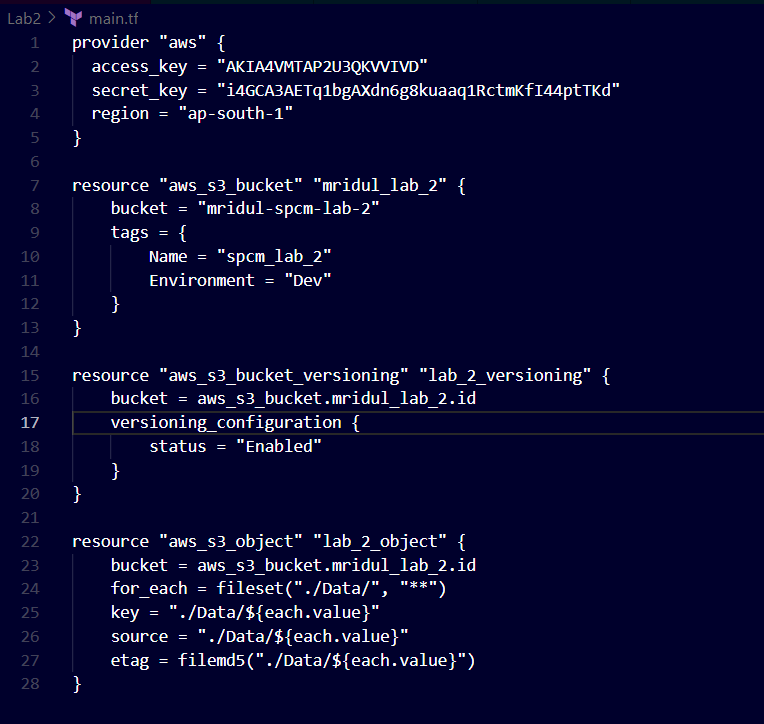 Lab2 > main.tf
1 provider "aws" {
2 access_key = "AKIA4VMTAP2U3QKVVIVD"
3 secret_key = "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"
4 region = "ap-south-1"
5 }
6
7 resource "aws_s3_bucket" "mridul_lab_2" {
8 bucket = "mridul-spcm-lab-2"
9 tags = {
10 Name = "spcm_lab_2"
11 Environment = "Dev"
12 }
13 }
14
15 resource "aws_s3_bucket_versioning" "lab_2_versioning" {
16 bucket = aws_s3_bucket.mridul_lab_2.id
17 versioning_configuration {
18 status = "Enabled"
19 }
20 }
21
22 resource "aws_s3_object" "lab_2_object" {
23 bucket = aws_s3_bucket.mridul_lab_2.id
24 for_each = fileset("./Data/", "**")
25 key = "./Data/${each.value}"
26 source = "./Data/${each.value}"
27 etag = filemd5("./Data/${each.value}")
28 }